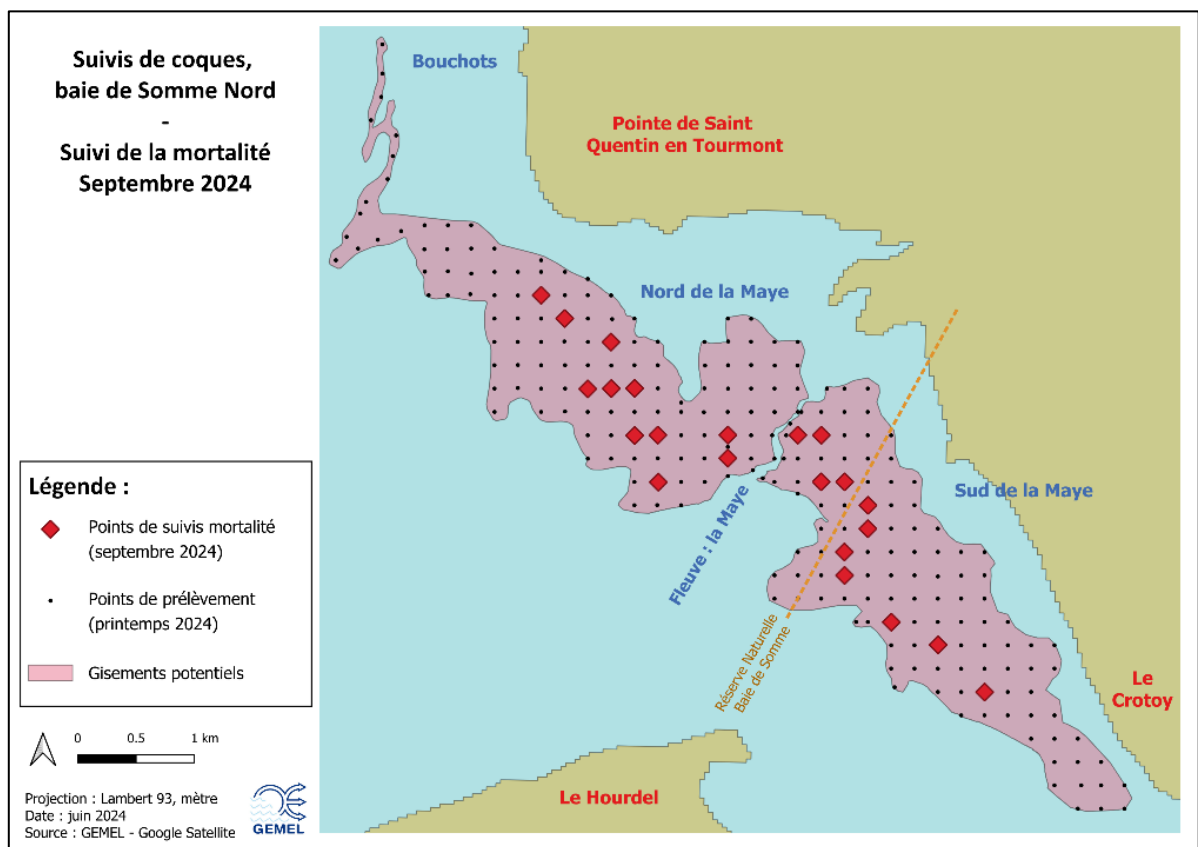 Suivis de coques,
baie de Somme Nord
-
Suivi de la mortalité
Septembre 2024
Bouchots
Pointe de Saint
Quentin en Tourmont
Nord de la Maye
Sud de la Maye
Fleuve : la Maye
Réserve Naturelle
Baie de Somme
Le
Crotoy
Le Hourdel
Légende :
Points de suivis mortalité
(septembre 2024)
Points de prélèvement
(printemps 2024)
Gisements potentiels
0 0.5 1 km
Projection : Lambert 93, mètre
Date : juin 2024
Source : GEMEL - Google Satellite
GEMEL